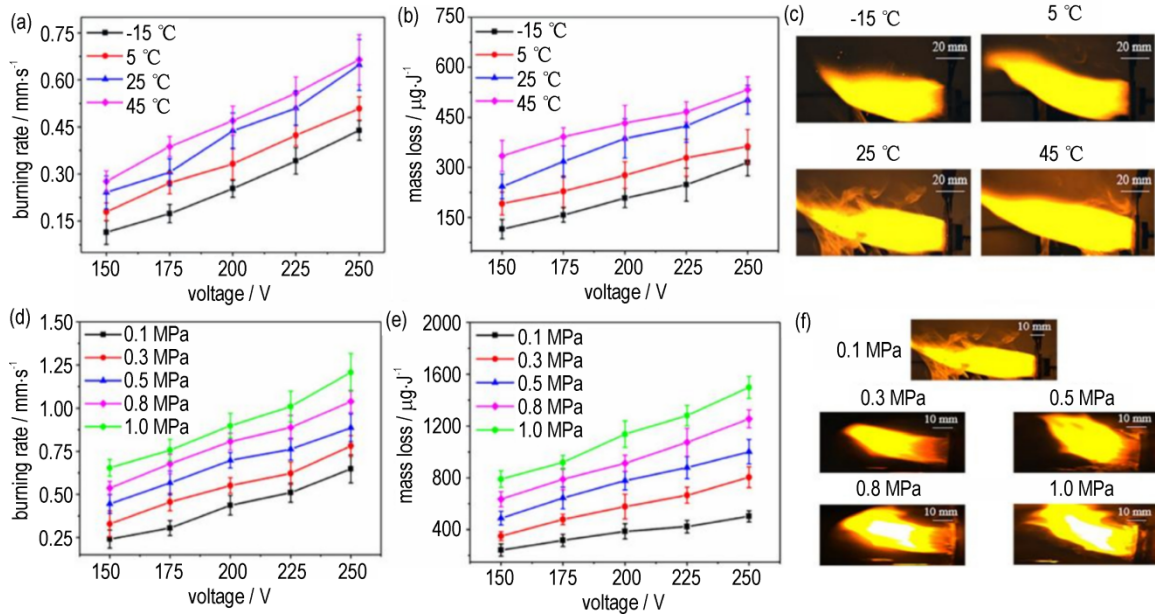 (a)
0.75
0.60
0.45
0.30
0.15
burning rate / mm·s⁻¹
-15 ℃
5 ℃
25 ℃
45 ℃
150 175 200 225 250
voltage / V
(b)
750
600
450
300
150
mass loss / μg·J⁻¹
-15 ℃
5 ℃
25 ℃
45 ℃
150 175 200 225 250
voltage / V
(c)
-15 ℃ 5 ℃
20 mm 20 mm
25 ℃ 45 ℃
20 mm 20 mm
(d)
1.50
1.25
1.00
0.75
0.50
0.25
burning rate / mm·s⁻¹
0.1 MPa
0.3 MPa
0.5 MPa
0.8 MPa
1.0 MPa
150 175 200 225 250
voltage / V
(e)
2000
1600
1200
800
400
mass loss / μg·J⁻¹
0.1 MPa
0.3 MPa
0.5 MPa
0.8 MPa
1.0 MPa
150 175 200 225 250
voltage / V
(f)
10 mm
0.1 MPa
0.3 MPa 0.5 MPa
10 mm 10 mm
0.8 MPa 1.0 MPa
10 mm 10 mm